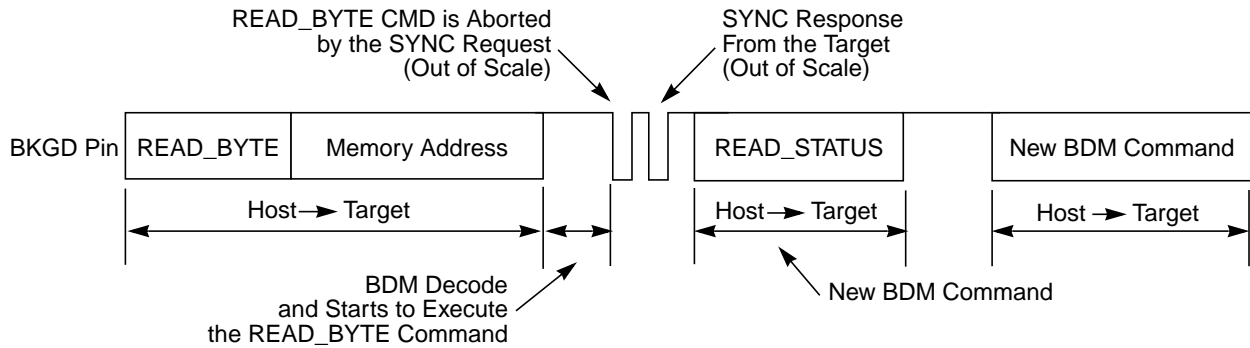 READ_BYTE CMD is Aborted
by the SYNC Request
(Out of Scale)
SYNC Response
From the Target
(Out of Scale)
BKGD Pin
READ_BYTE
Memory Address
READ_STATUS
New BDM Command
Host Target
Host Target
Host Target
BDM Decode
and Starts to Execute
the READ_BYTE Command
New BDM Command